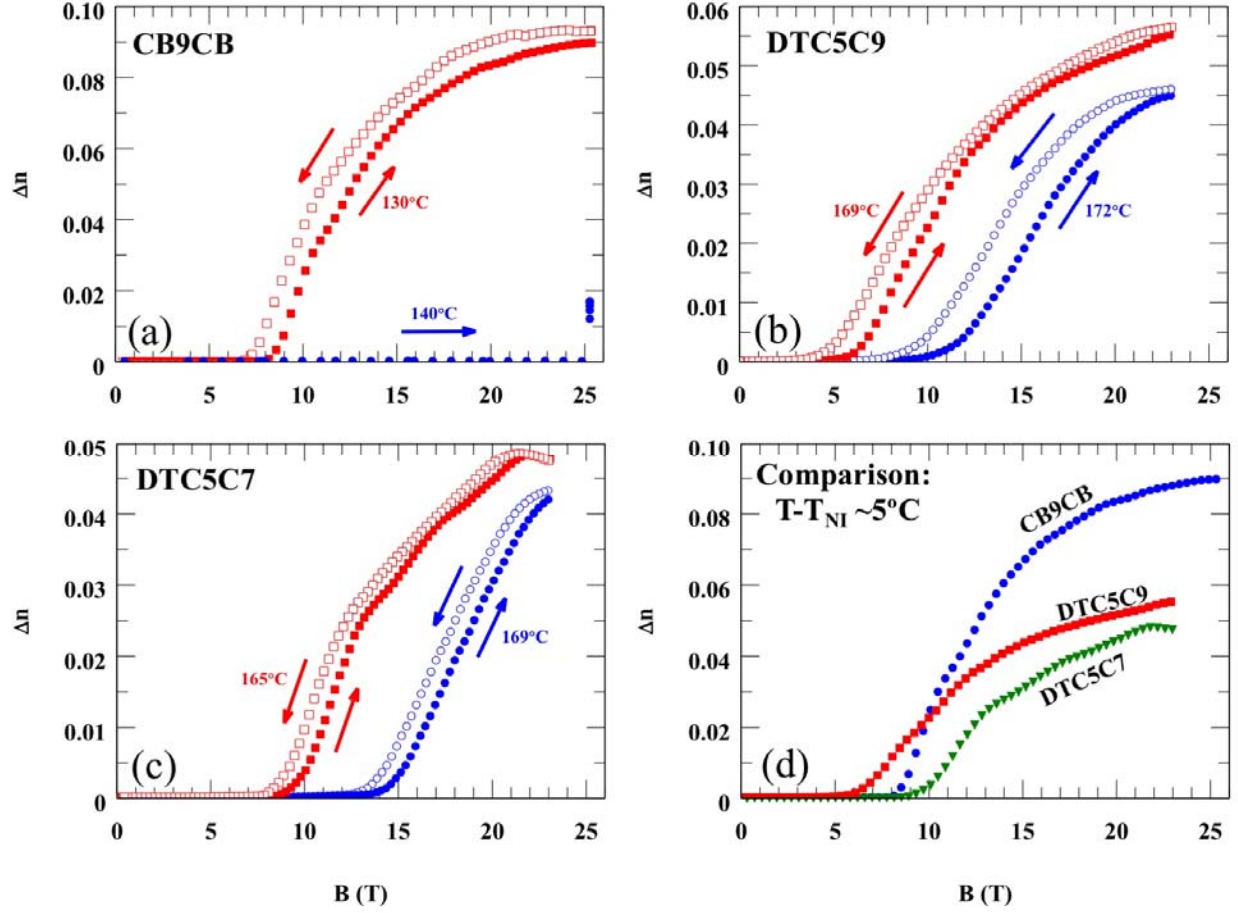 CB9CB
0.10
0.08
0.06
0.04
0.02
0
Δn
130°C
140°C
(a)
0 5 10 15 20 25
DTC5C9
0.06
0.05
0.04
0.03
0.02
0.01
0
Δn
169°C
172°C
(b)
0 5 10 15 20 25
DTC5C7
0.05
0.04
0.03
0.02
0.01
0
Δn
165°C
169°C
(c)
0 5 10 15 20 25
B (T)
Comparison:
T-T_NI ~5°C
0.10
0.08
0.06
0.04
0.02
0
Δn
CB9CB
DTC5C9
DTC5C7
(d)
0 5 10 15 20 25
B (T)